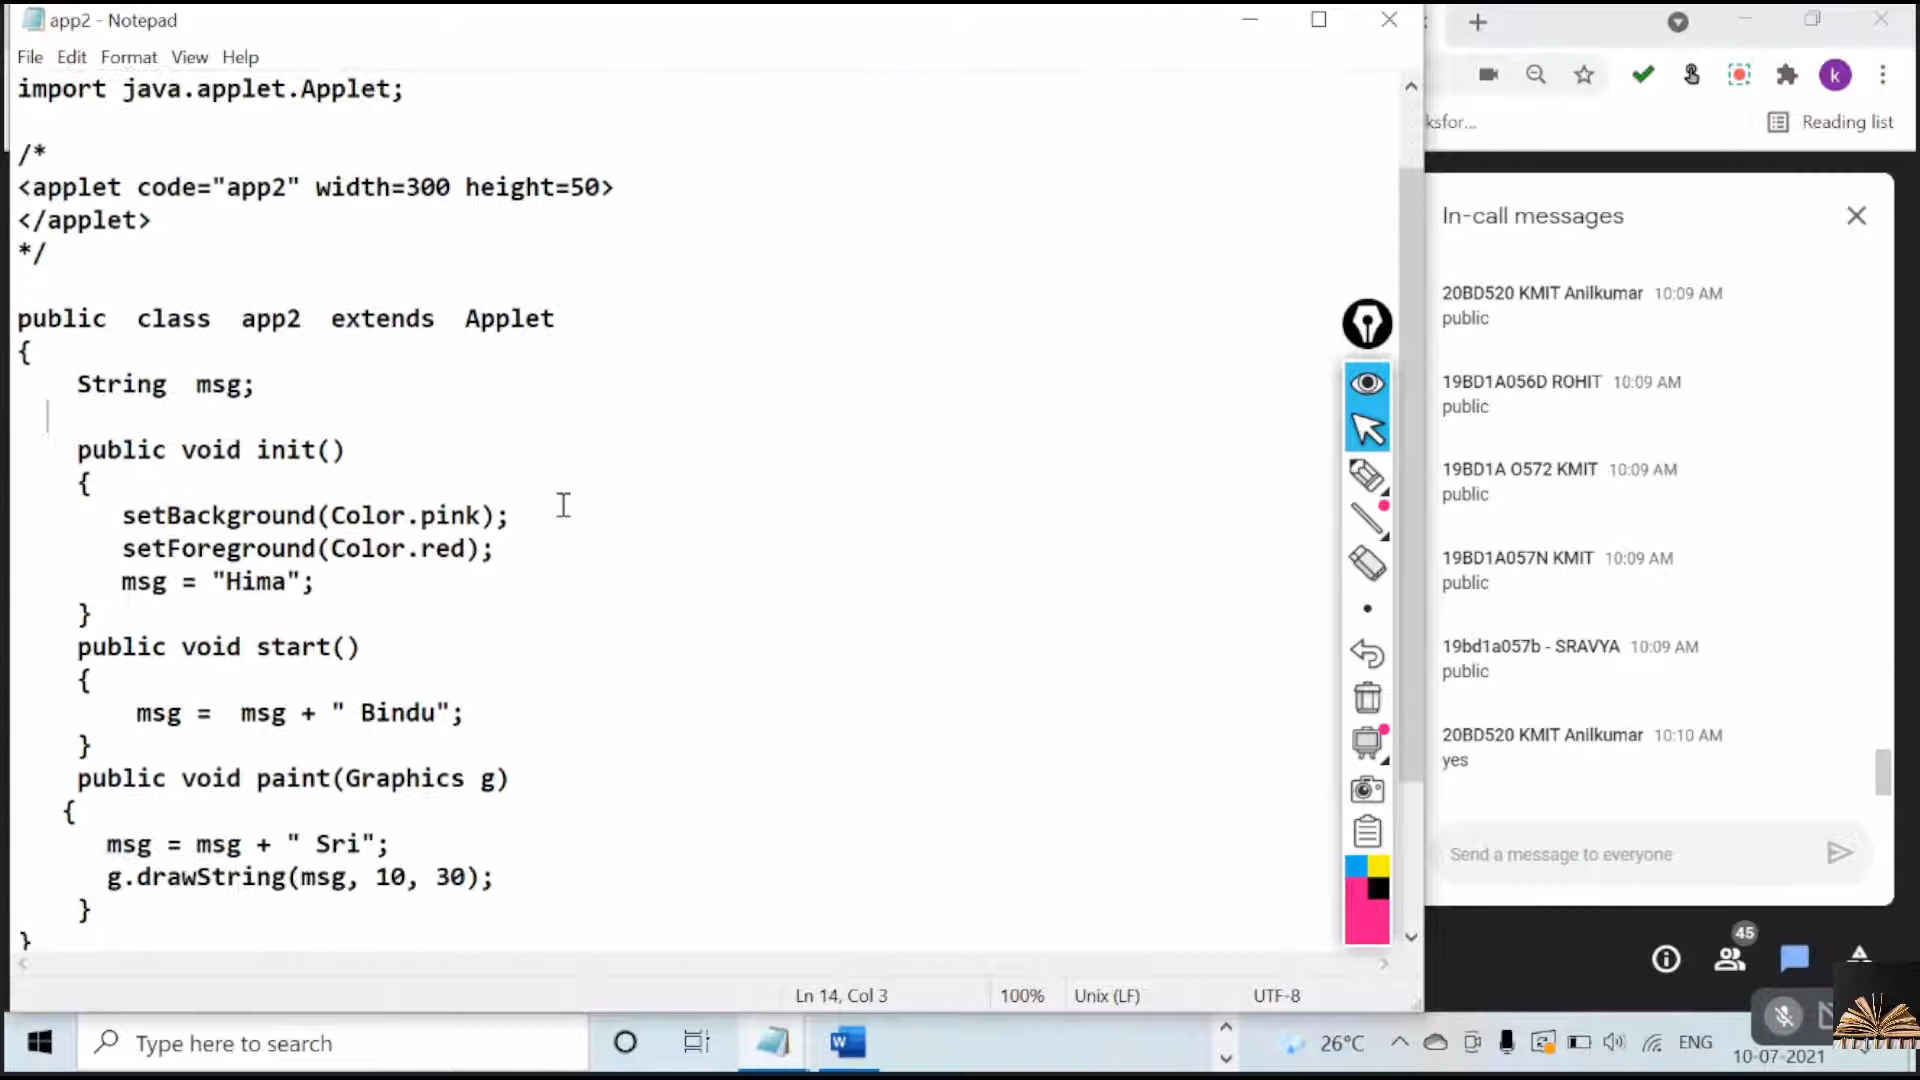 app2 - Notepad
File Edit Format View Help
import java.applet.Applet;
/*
<applet code="app2" width=300 height=50>
</applet>
*/
public class app2 extends Applet
{
String msg;
public void init()
{
setBackground(Color.pink);
setForeground(Color.red);
msg = "Hima";
}
public void start()
{
msg = msg + " Bindu";
}
public void paint(Graphics g)
{
msg = msg + " Sri";
g.drawString(msg, 10, 30);
}
}
Ln 14, Col 3 100% Unix (LF) UTF-8
k
ksfor... Reading list
In-call messages
20BD520 KMIT Anilkumar 10:09 AM
public
19BD1A056D ROHIT 10:09 AM
public
19BD1A O572 KMIT 10:09 AM
public
19BD1A057N KMIT 10:09 AM
public
19bd1a057b - SRAVYA 10:09 AM
public
20BD520 KMIT Anilkumar 10:10 AM
yes
Send a message to everyone
45
Type here to search
W
26°C
ENG
10-07-2021